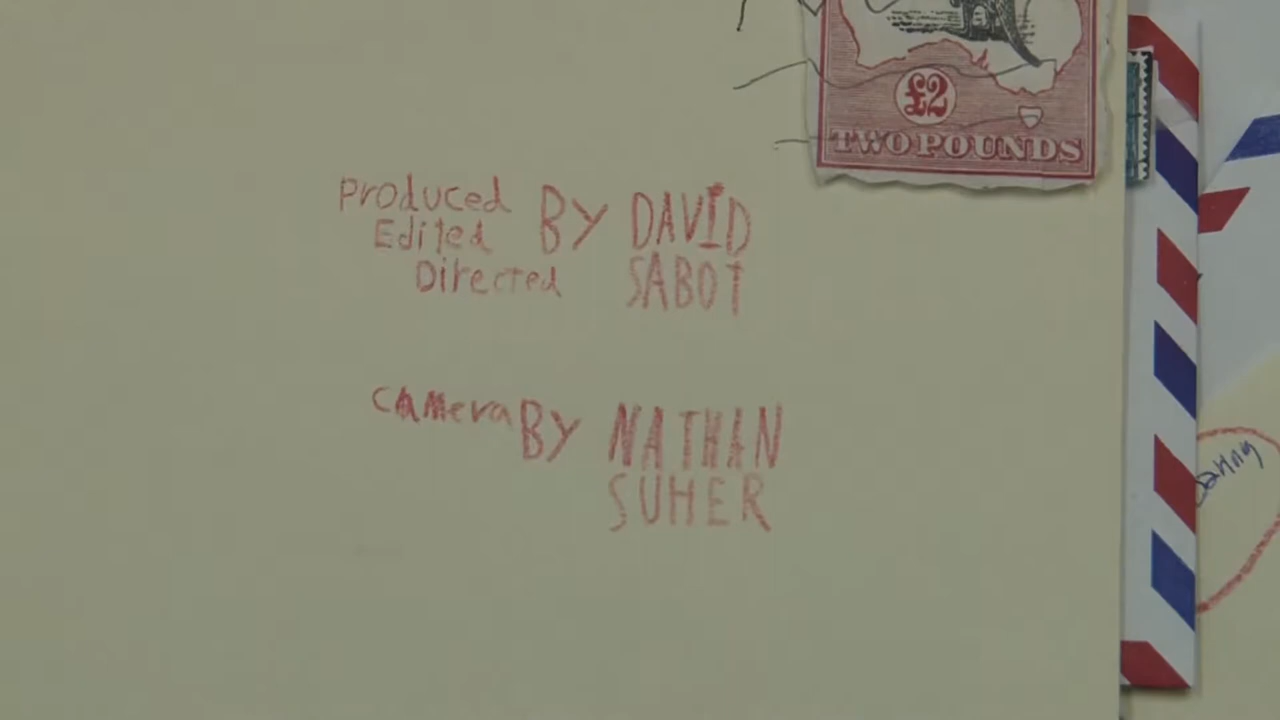 £2
TWO POUNDS
Produced
Edited BY DAVID
Directed SABOT
Camera BY NATHAN
SUHER